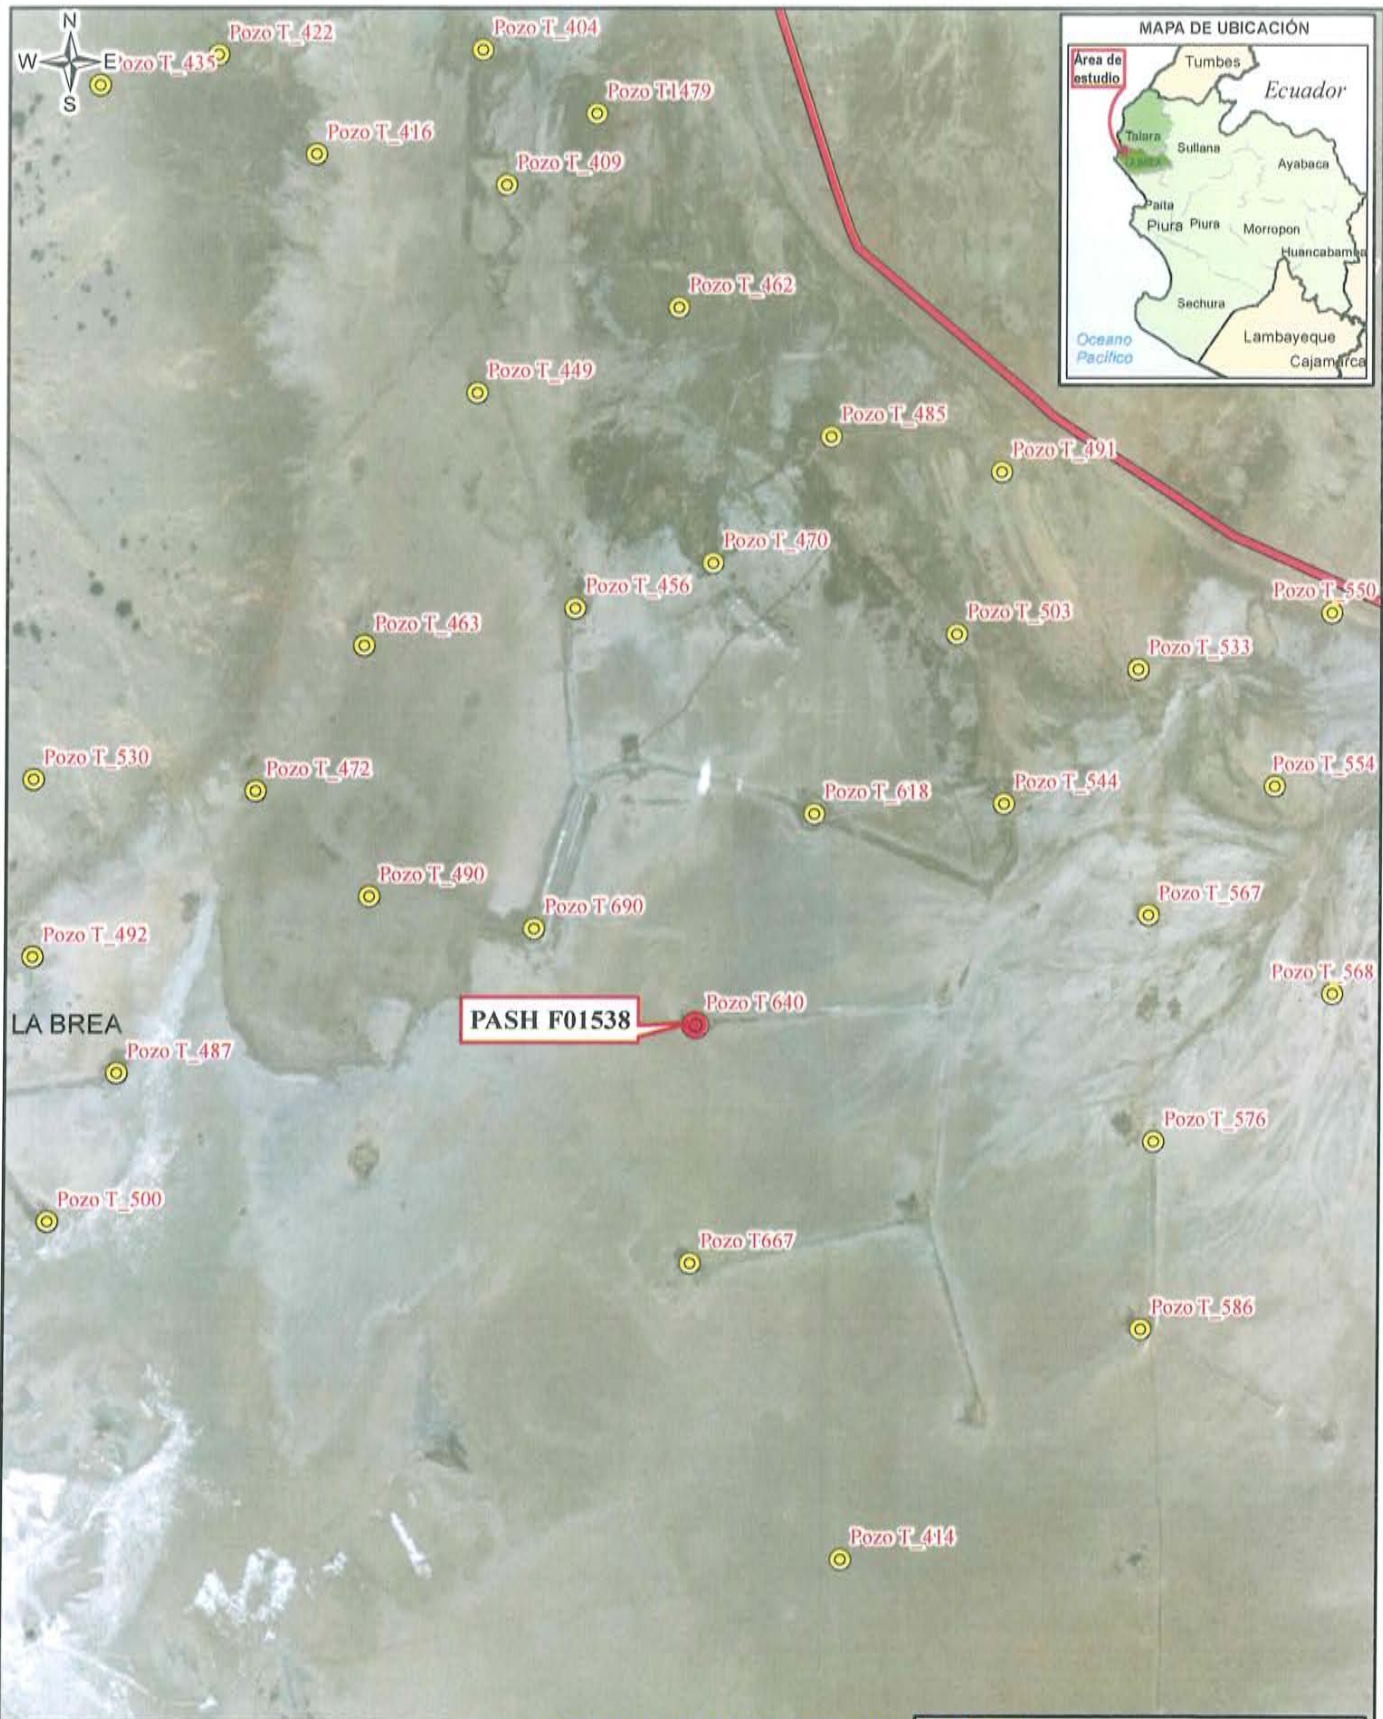 N
W
E
S
Pozo T_435
Pozo T_422
Pozo T_404
Pozo T1479
Pozo T_416
Pozo T_409
Pozo T_462
Pozo T_449
Pozo T_485
Pozo T_491
Pozo T_470
Pozo T_456
Pozo T_550
Pozo T_503
Pozo T_463
Pozo T_533
Pozo T_530
Pozo T_472
Pozo T_554
Pozo T_544
Pozo T_618
Pozo T_490
Pozo T_567
Pozo T 690
Pozo T_492
Pozo T_568
Pozo T 640
PASH F01538
LA BREA
Pozo T_487
Pozo T_576
Pozo T_500
Pozo T667
Pozo T_586
Pozo T_414
MAPA DE UBICACIÓN
Área de
estudio
Tumbes
Ecuador
Talara
LA BREA
Sullana
Ayabaca
Paita
Piura
Piura
Morropon
Huancabamba
Sechura
Oceano
Pacífico
Lambayeque
Cajamarca